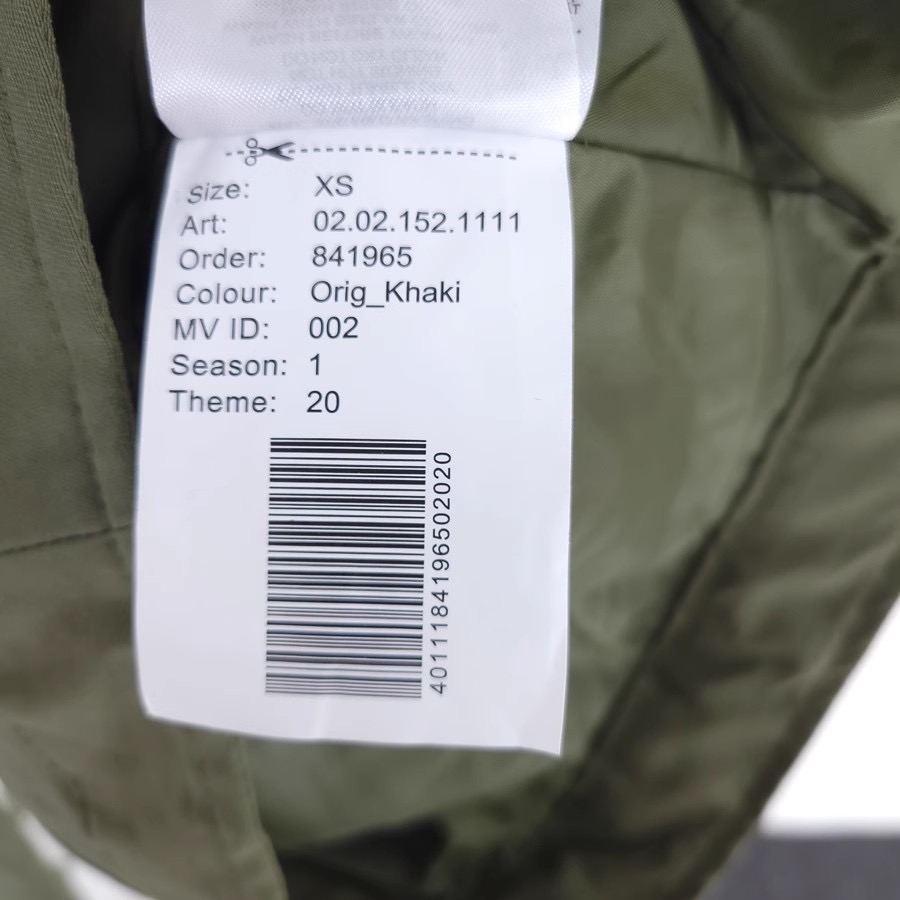 Size: XS
Art: 02.02.152.1111
Order: 841965
Colour: Orig_Khaki
MV ID: 002
Season: 1
Theme: 20
4011184196502020